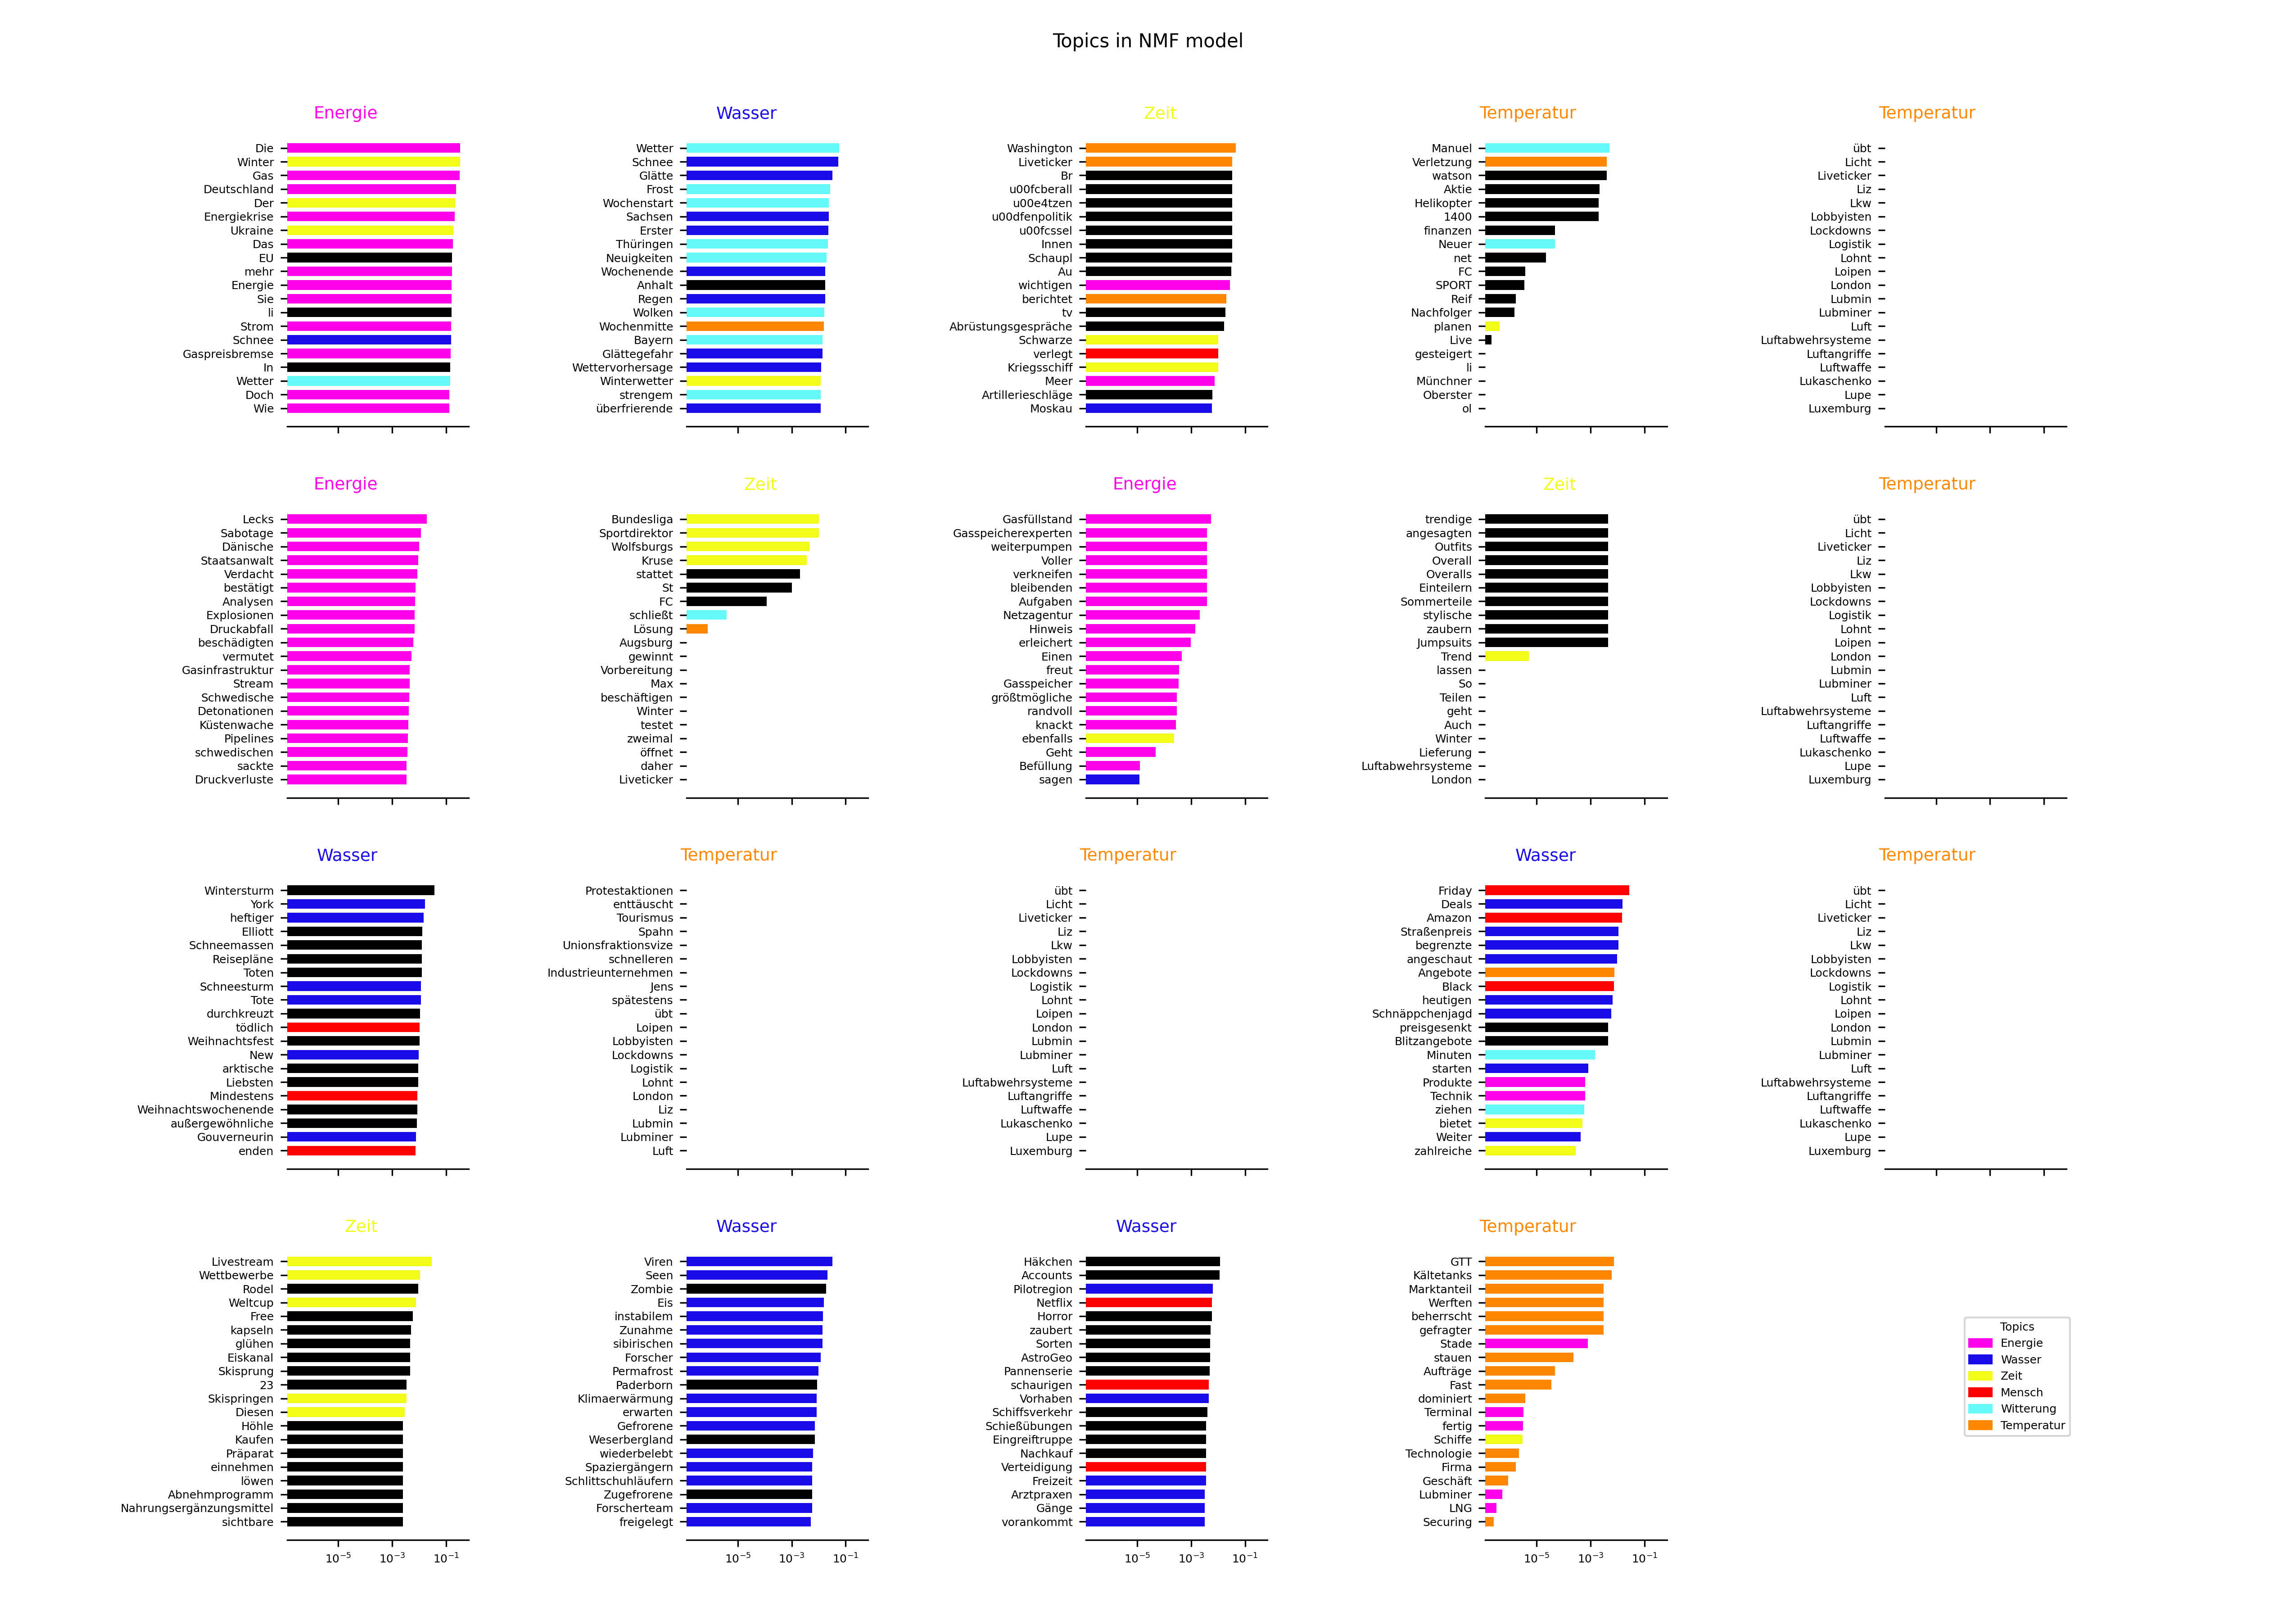 Topics in NMF model
Energie
Die
Winter
Gas
Deutschland
Der
Energiekrise
Ukraine
Das
EU
mehr
Energie
Sie
li
Strom
Schnee
Gaspreisbremse
In
Wetter
Doch
Wie
Wasser
Wetter
Schnee
Glätte
Frost
Wochenstart
Sachsen
Erster
Thüringen
Neuigkeiten
Wochenende
Anhalt
Regen
Wolken
Wochenmitte
Bayern
Glättegefahr
Wettervorhersage
Winterwetter
strengem
überfrierende
Zeit
Washington
Liveticker
Br
u00fcberall
u00e4tzen
u00dfenpolitik
u00fcssel
Innen
Schaupl
Au
wichtigen
berichtet
tv
Abrüstungsgespräche
Schwarze
verlegt
Kriegsschiff
Meer
Artillerieschläge
Moskau
Temperatur
Manuel
Verletzung
watson
Aktie
Helikopter
1400
finanzen
Neuer
net
FC
SPORT
Reif
Nachfolger
planen
Live
gesteigert
li
Münchner
Oberster
ol
Temperatur
übt
Licht
Liveticker
Liz
Lkw
Lobbyisten
Lockdowns
Logistik
Lohnt
Loipen
London
Lubmin
Lubminer
Luft
Luftabwehrsysteme
Luftangriffe
Luftwaffe
Lukaschenko
Lupe
Luxemburg
Energie
Lecks
Sabotage
Dänische
Staatsanwalt
Verdacht
bestätigt
Analysen
Explosionen
Druckabfall
beschädigten
vermutet
Gasinfrastruktur
Stream
Schwedische
Detonationen
Küstenwache
Pipelines
schwedischen
sackte
Druckverluste
Zeit
Bundesliga
Sportdirektor
Wolfsburgs
Kruse
stattet
St
FC
schließt
Lösung
Augsburg
gewinnt
Vorbereitung
Max
beschäftigen
Winter
testet
zweimal
öffnet
daher
Liveticker
Energie
Gasfüllstand
Gasspeicherexperten
weiterpumpen
Voller
verkneifen
bleibenden
Aufgaben
Netzagentur
Hinweis
erleichert
Einen
freut
Gasspeicher
größtmögliche
randvoll
knackt
ebenfalls
Geht
Befüllung
sagen
Zeit
trendige
angesagten
Outfits
Overall
Overalls
Einteilern
Sommerteile
stylische
zaubern
Jumpsuits
Trend
lassen
So
Teilen
geht
Auch
Winter
Lieferung
Luftabwehrsysteme
London
Temperatur
übt
Licht
Liveticker
Liz
Lkw
Lobbyisten
Lockdowns
Logistik
Lohnt
Loipen
London
Lubmin
Lubminer
Luft
Luftabwehrsysteme
Luftangriffe
Luftwaffe
Lukaschenko
Lupe
Luxemburg
Wasser
Wintersturm
York
heftiger
Elliott
Schneemassen
Reisepläne
Toten
Schneesturm
Tote
durchkreuzt
tödlich
Weihnachtsfest
New
arktische
Liebsten
Mindestens
Weihnachtswochenende
außergewöhnliche
Gouverneurin
enden
Temperatur
Protestaktionen
enttäuscht
Tourismus
Spahn
Unionsfraktionsvize
schnelleren
Industrieunternehmen
Jens
spätestens
übt
Loipen
Lobbyisten
Lockdowns
Logistik
Lohnt
London
Liz
Lubmin
Lubminer
Luft
Temperatur
übt
Licht
Liveticker
Liz
Lkw
Lobbyisten
Lockdowns
Logistik
Lohnt
Loipen
London
Lubmin
Lubminer
Luft
Luftabwehrsysteme
Luftangriffe
Luftwaffe
Lukaschenko
Lupe
Luxemburg
Wasser
Friday
Deals
Amazon
Straßenpreis
begrenzte
angeschaut
Angebote
Black
heutigen
Schnäppchenjagd
preisgesenkt
Blitzangebote
Minuten
starten
Produkte
Technik
ziehen
bietet
Weiter
zahlreiche
Temperatur
übt
Licht
Liveticker
Liz
Lkw
Lobbyisten
Lockdowns
Logistik
Lohnt
Loipen
London
Lubmin
Lubminer
Luft
Luftabwehrsysteme
Luftangriffe
Luftwaffe
Lukaschenko
Lupe
Luxemburg
Zeit
Livestream
Wettbewerbe
Rodel
Weltcup
Free
kapseln
glühen
Eiskanal
Skisprung
23
Skispringen
Diesen
Höhle
Kaufen
Präparat
einnehmen
löwen
Abnehmprogramm
Nahrungsergänzungsmittel
sichtbare
10⁻⁵ 10⁻³ 10⁻¹
Wasser
Viren
Seen
Zombie
Eis
instabilem
Zunahme
sibirischen
Forscher
Permafrost
Paderborn
Klimaerwärmung
erwarten
Gefrorene
Weserbergland
wiederbelebt
Spaziergängern
Schlittschuhläufern
Zugefrorene
Forscherteam
freigelegt
10⁻⁵ 10⁻³ 10⁻¹
Wasser
Häkchen
Accounts
Pilotregion
Netflix
Horror
zaubert
Sorten
AstroGeo
Pannenserie
schaurigen
Vorhaben
Schiffsverkehr
Schießübungen
Eingreiftruppe
Nachkauf
Verteidigung
Freizeit
Arztpraxen
Gänge
vorankommt
10⁻⁵ 10⁻³ 10⁻¹
Temperatur
GTT
Kältetanks
Marktanteil
Werften
beherrscht
gefragter
Stade
stauen
Aufträge
Fast
dominiert
Terminal
fertig
Schiffe
Technologie
Firma
Geschäft
Lubminer
LNG
Securing
10⁻⁵ 10⁻³ 10⁻¹
Topics
Energie
Wasser
Zeit
Mensch
Witterung
Temperatur